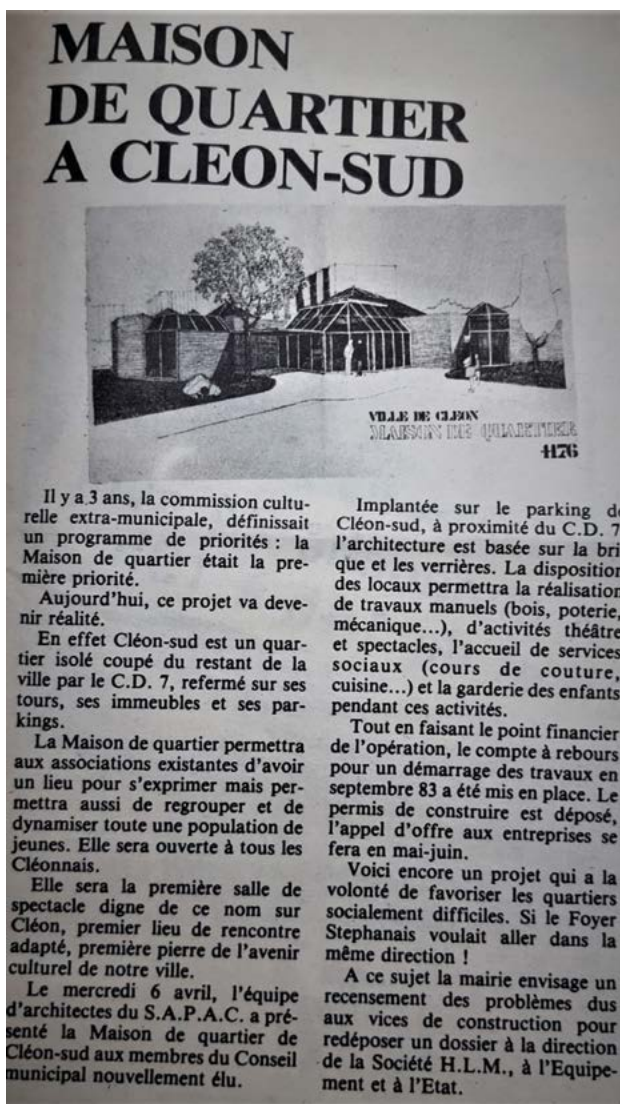 MAISON
DE QUARTIER
A CLEON-SUD
VILLE DE CLEON
MAISON DE QUARTIER
4176
Il y a 3 ans, la commission cultu-
relle extra-municipale, définissait
un programme de priorités : la
Maison de quartier était la pre-
mière priorité.
Aujourd'hui, ce projet va deve-
nir réalité.
En effet Cléon-sud est un quar-
tier isolé coupé du restant de la
ville par le C.D. 7, refermé sur ses
tours, ses immeubles et ses par-
kings.
La Maison de quartier permettra
aux associations existantes d'avoir
un lieu pour s'exprimer mais per-
mettra aussi de regrouper et de
dynamiser toute une population de
jeunes. Elle sera ouverte à tous les
Cléonnais.
Elle sera la première salle de
spectacle digne de ce nom sur
Cléon, premier lieu de rencontre
adapté, première pierre de l'avenir
culturel de notre ville.
Le mercredi 6 avril, l'équipe
d'architectes du S.A.P.A.C. a pré-
senté la Maison de quartier de
Cléon-sud aux membres du Conseil
municipal nouvellement élu.
Implantée sur le parking de
Cléon-sud, à proximité du C.D. 7
l'architecture est basée sur la bri-
que et les verrières. La disposition
des locaux permettra la réalisation
de travaux manuels (bois, poterie,
mécanique...), d'activités théâtre
et spectacles, l'accueil de services
sociaux (cours de couture,
cuisine...) et la garderie des enfants
pendant ces activités.
Tout en faisant le point financier
de l'opération, le compte à rebours
pour un démarrage des travaux en
septembre 83 a été mis en place. Le
permis de construire est déposé,
l'appel d'offre aux entreprises se
fera en mai-juin.
Voici encore un projet qui a la
volonté de favoriser les quartiers
socialement difficiles. Si le Foyer
Stephanais voulait aller dans la
même direction !
A ce sujet la mairie envisage un
recensement des problèmes dus
aux vices de construction pour
redéposer un dossier à la direction
de la Société H.L.M., à l'Equipe-
ment et à l'Etat.